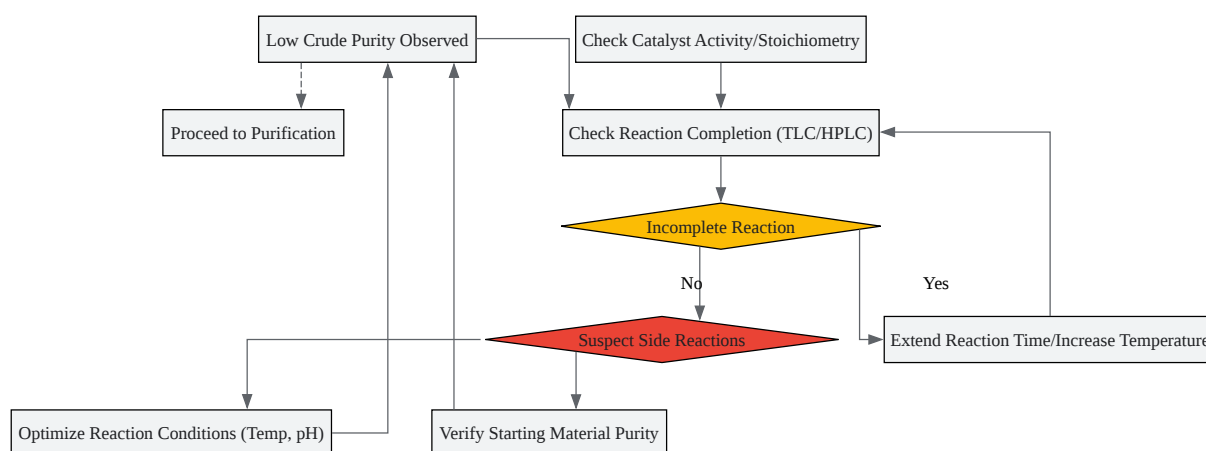 Low Crude Purity Observed
Check Catalyst Activity/Stoichiometry
Proceed to Purification
Check Reaction Completion (TLC/HPLC)
Incomplete Reaction
No
Yes
Suspect Side Reactions
Extend Reaction Time/Increase Temperature
Optimize Reaction Conditions (Temp, pH)
Verify Starting Material Purity